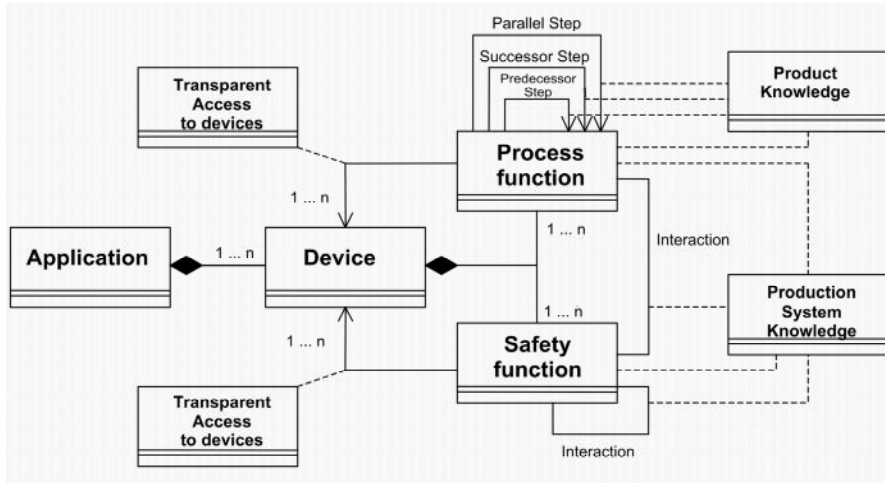 Parallel Step
Successor Step
Predecessor
Step
Transparent
Access
to devices
Product
Knowledge
Process
function
1 ... n
1 ... n
Interaction
Application
1 ... n
Device
1 ... n
1 ... n
Safety
function
Production
System
Knowledge
Transparent
Access
to devices
Interaction